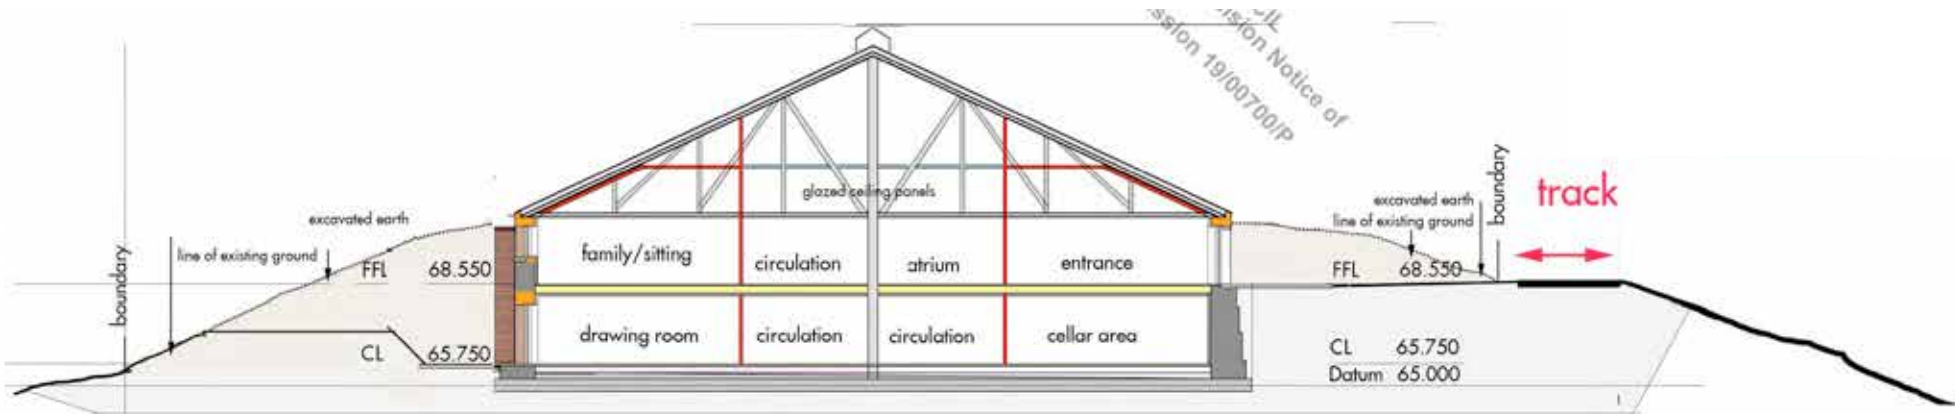 CIL
ision Notice of
ssion 19/00700/P
glazed ceiling panels
boundary
track
excavated earth
line of existing ground
boundary
excavated earth
line of existing ground
FFL 68.550
family/sitting
circulation
atrium
entrance
FFL 68.550
drawing room
circulation
circulation
cellar area
CL 65.750
CL 65.750
Datum 65.000